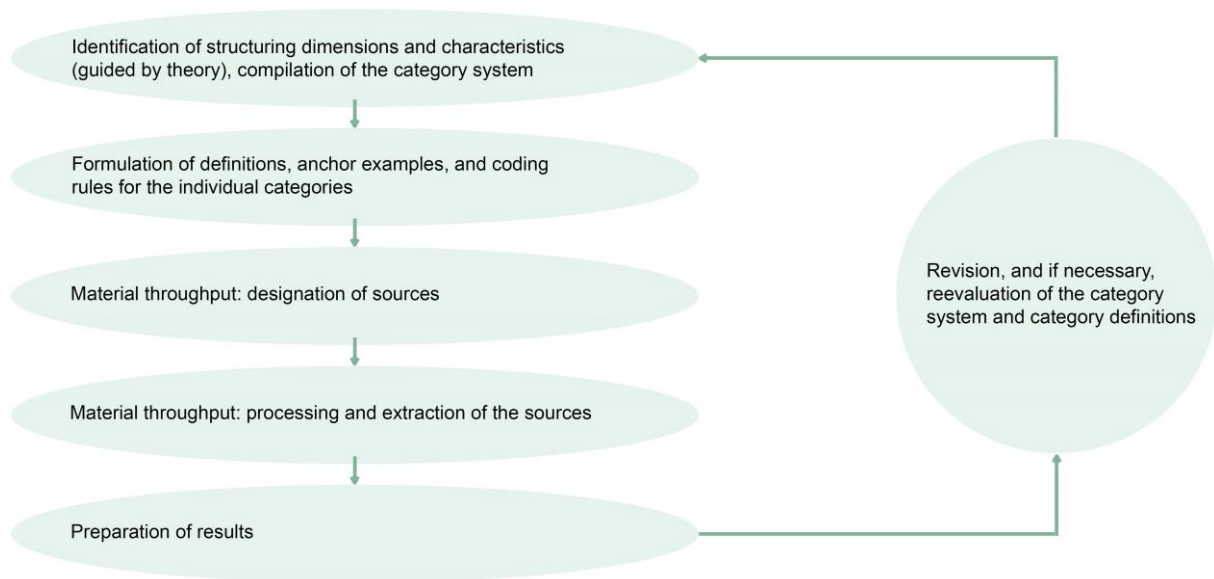 Identification of structuring dimensions and characteristics
(guided by theory), compilation of the category system
Formulation of definitions, anchor examples, and coding
rules for the individual categories
Material throughput: designation of sources
Material throughput: processing and extraction of the sources
Preparation of results
Revision, and if necessary,
reevaluation of the category
system and category definitions